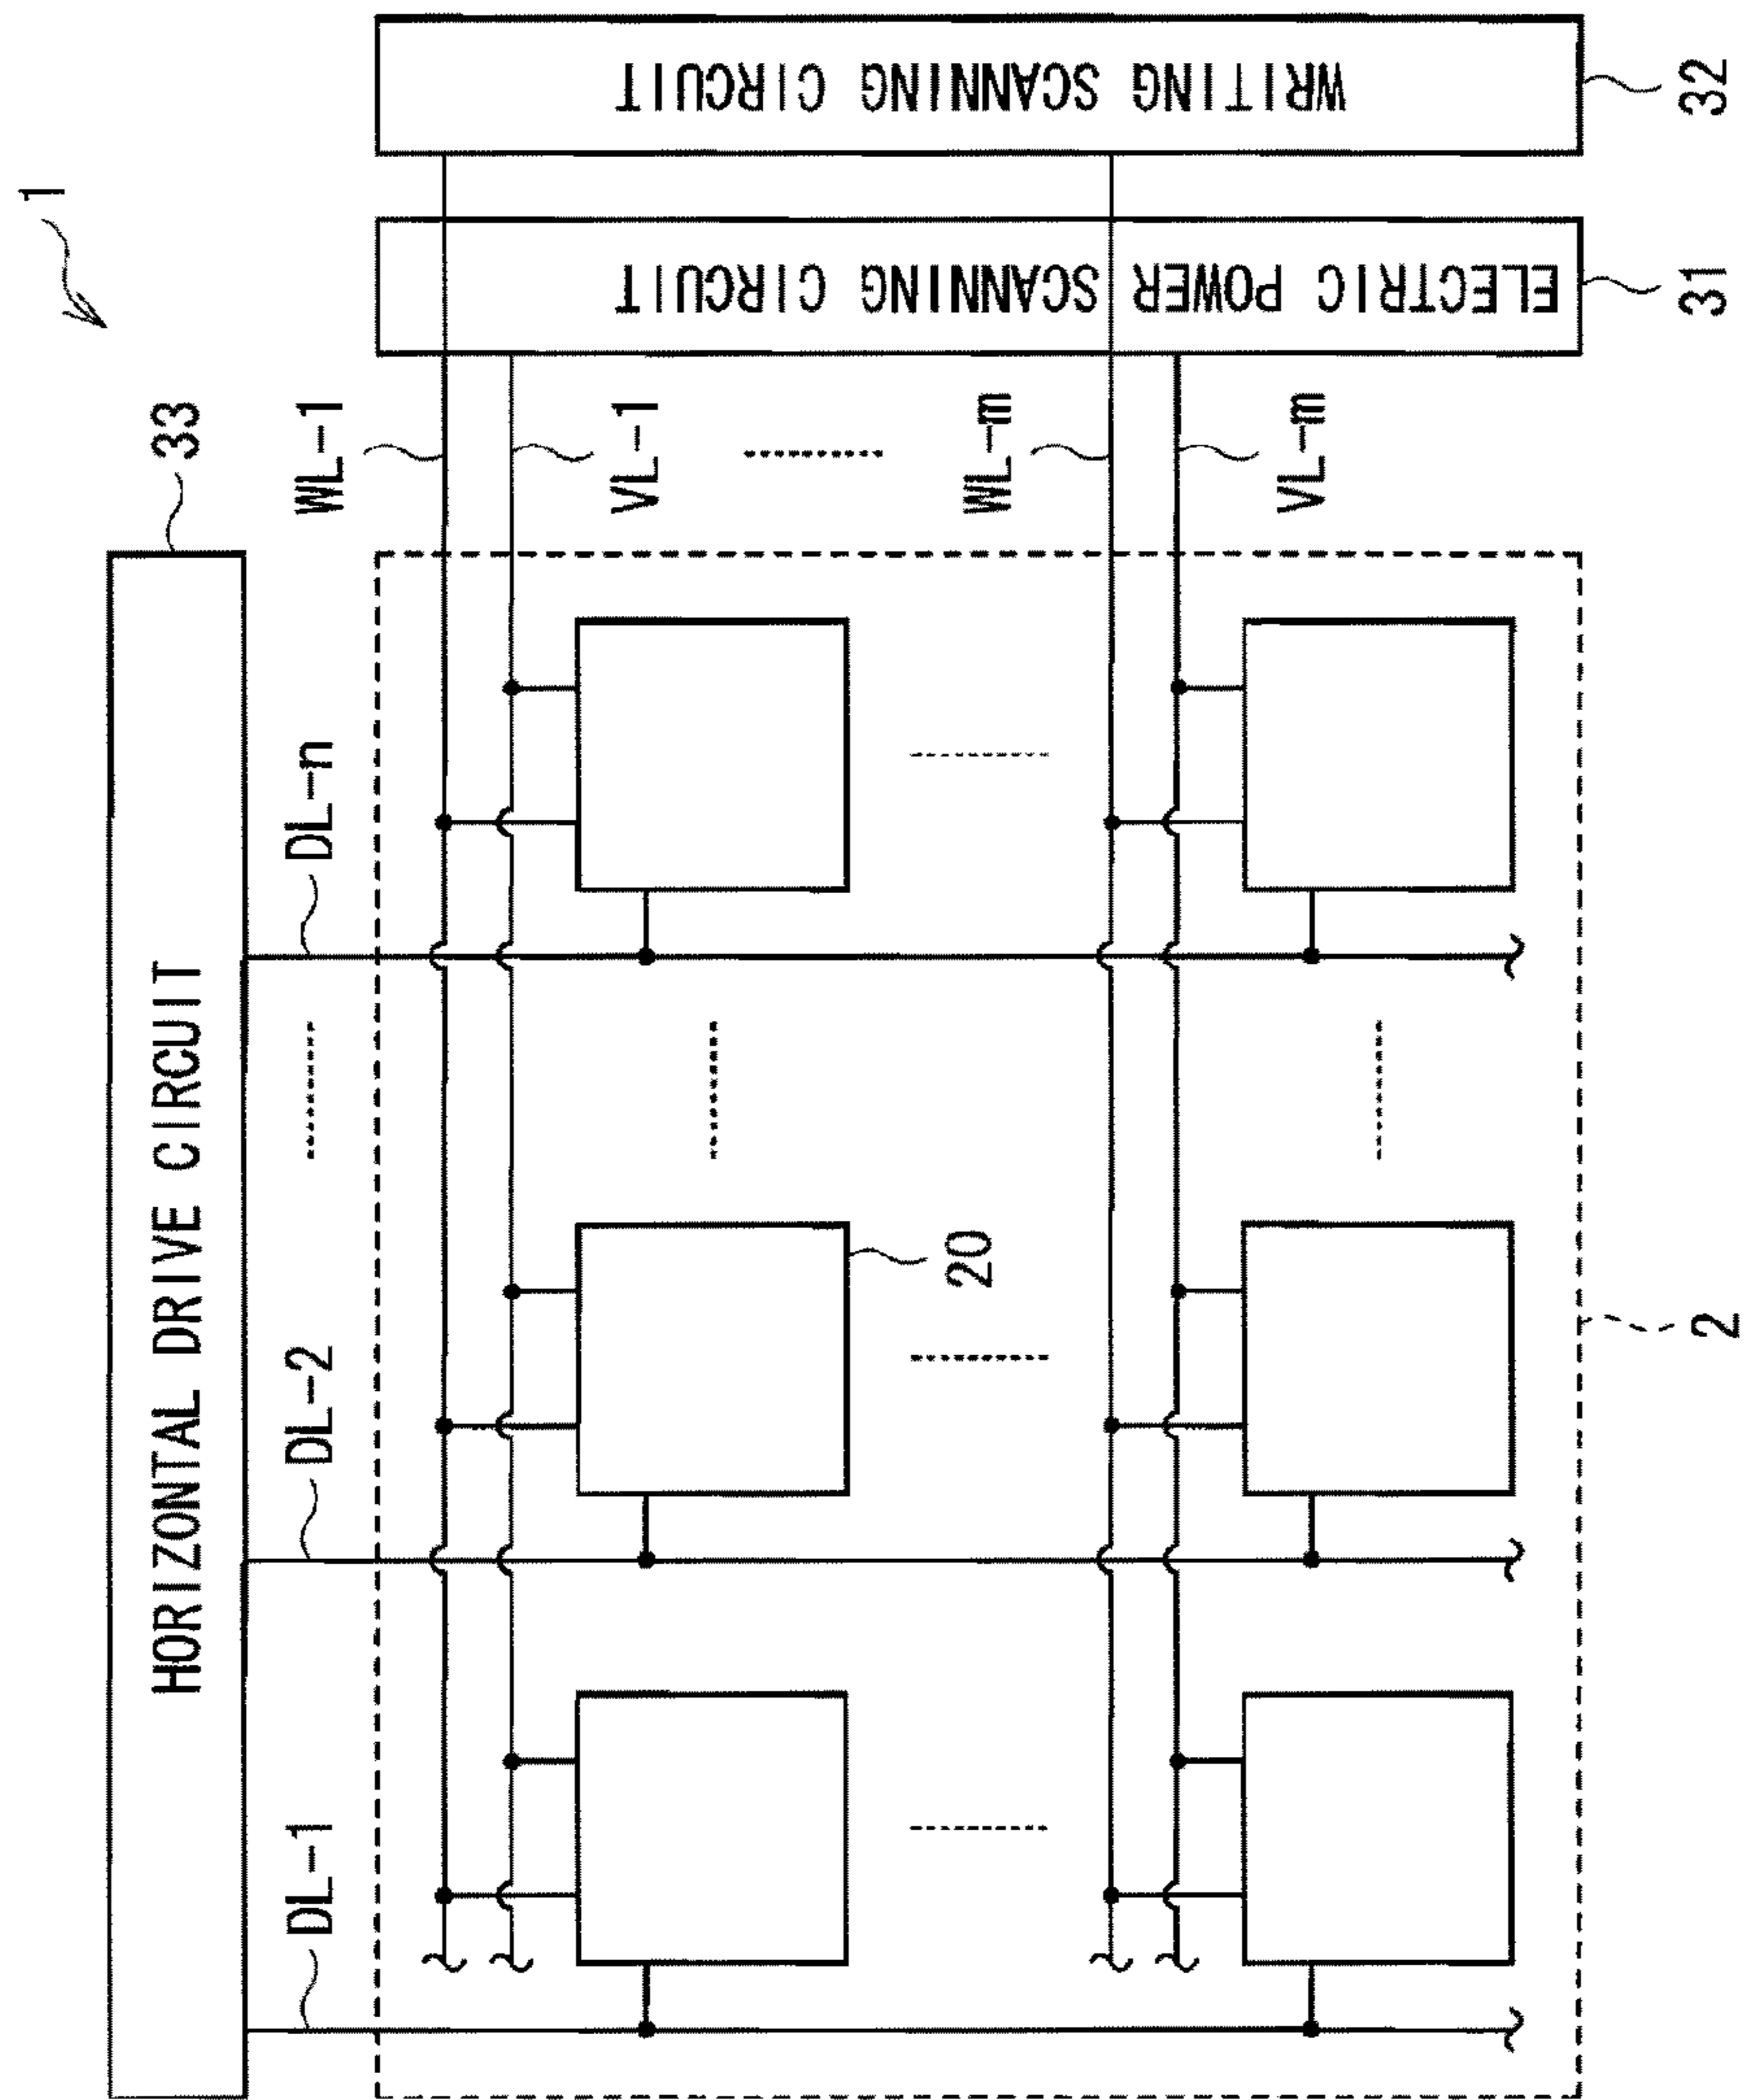 1
33
HORIZONTAL DRIVE CIRCUIT
DL-1
DL-2
DL-n
WL-1
VL-1
WL-m
VL-m
20
2
ELECTRIC POWER SCANNING CIRCUIT
31
WRITING SCANNING CIRCUIT
32